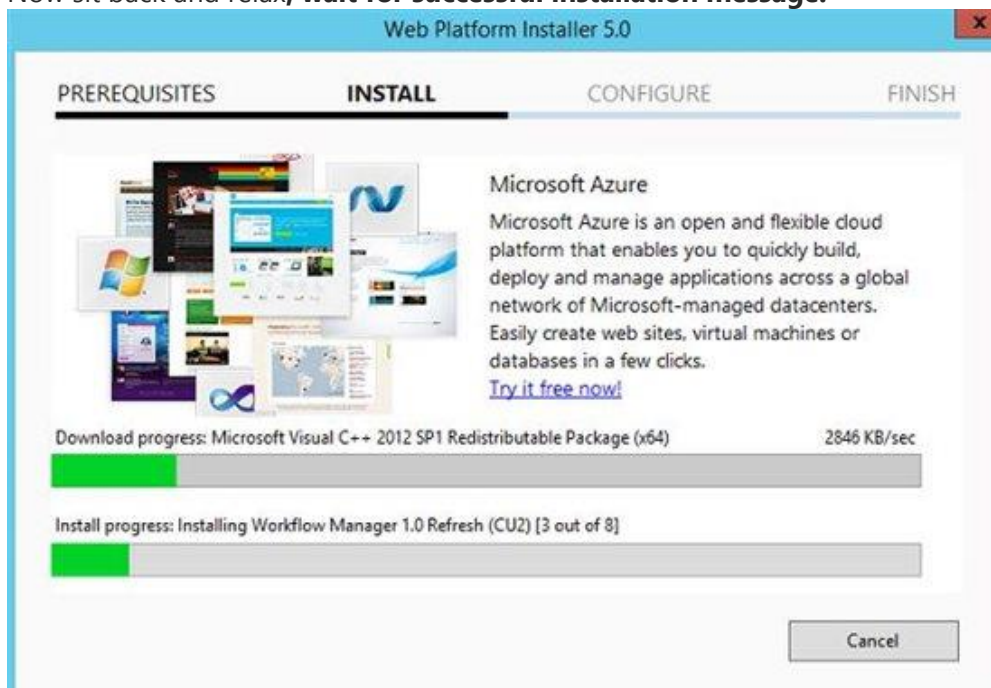 Now sit back and relax, wait for successful installation message.
Web Platform Installer 5.0
x
PREREQUISITES INSTALL CONFIGURE FINISH
Microsoft Azure
Microsoft Azure is an open and flexible cloud
platform that enables you to quickly build,
deploy and manage applications across a global
network of Microsoft-managed datacenters.
Easily create web sites, virtual machines or
databases in a few clicks.
Try it free now!
Download progress: Microsoft Visual C++ 2012 SP1 Redistributable Package (x64) 2846 KB/sec
Install progress: Installing Workflow Manager 1.0 Refresh (CU2) [3 out of 8]
Cancel